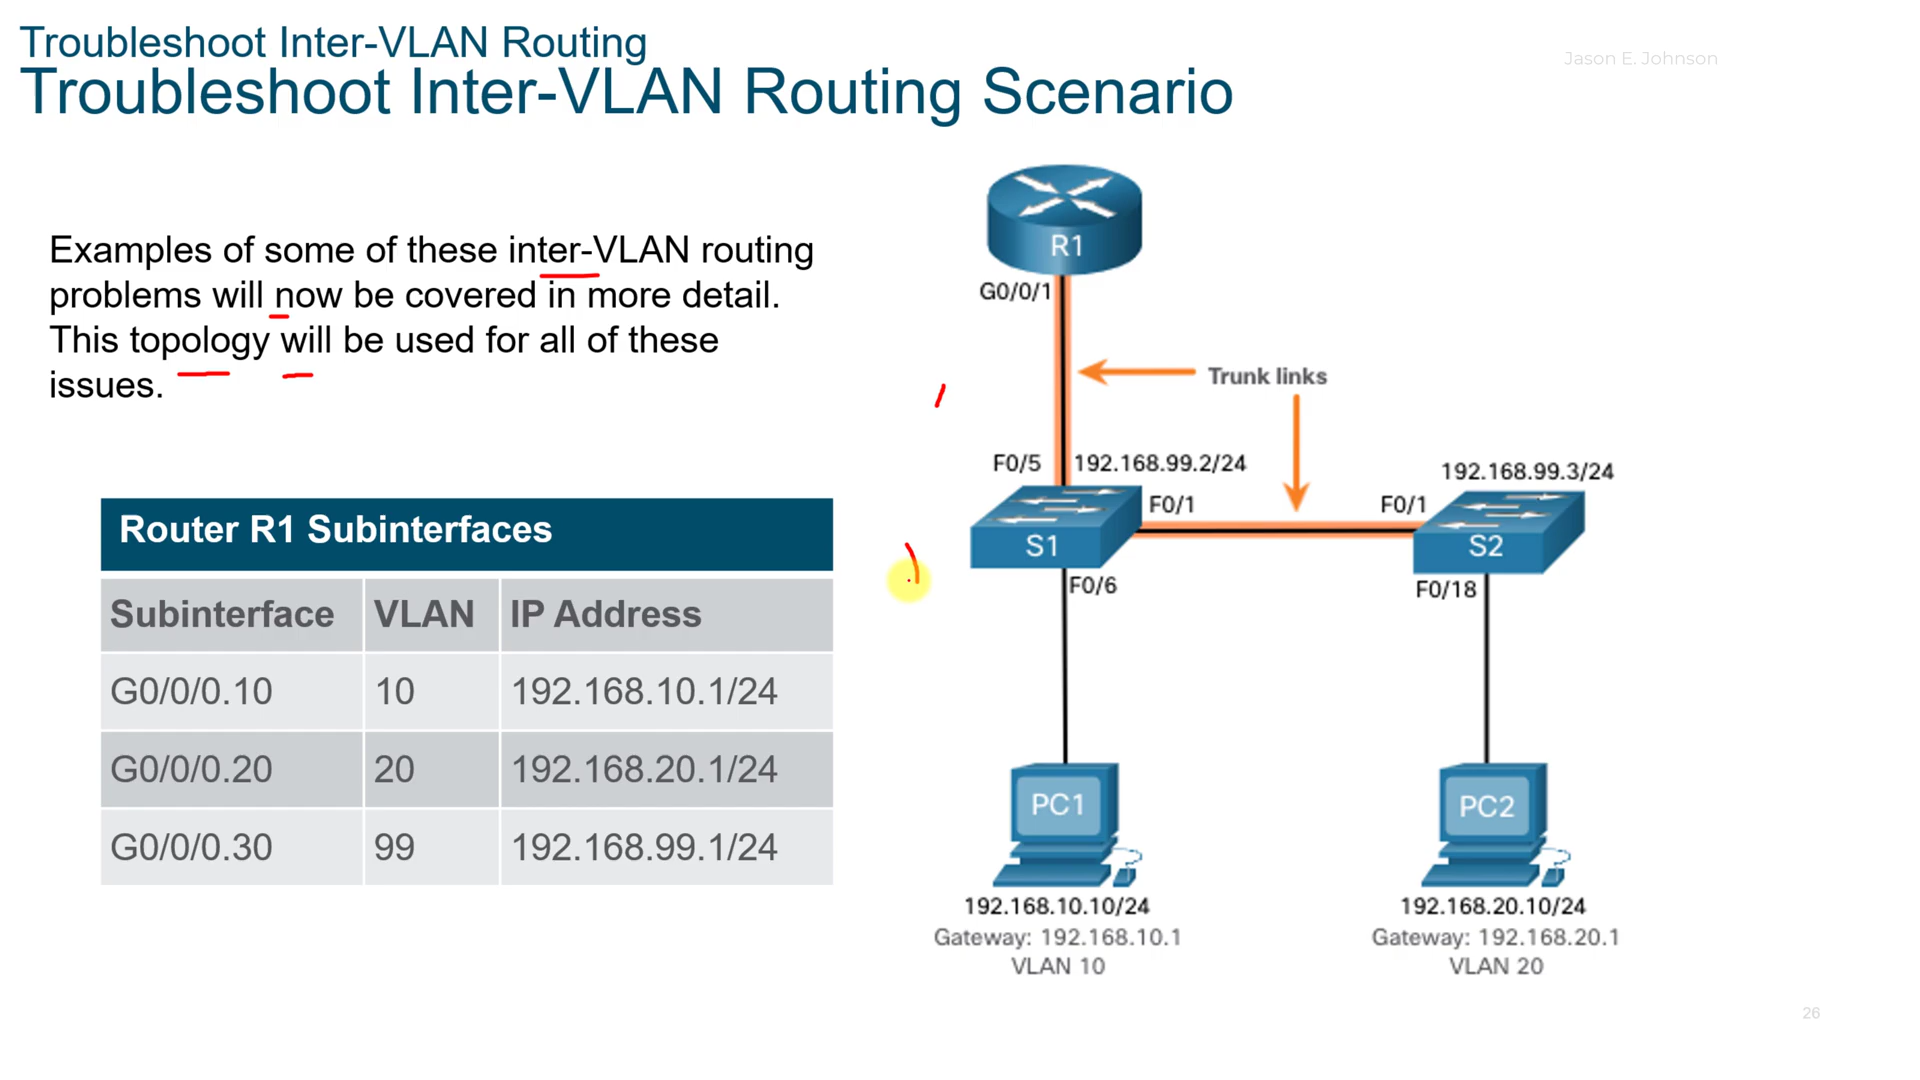 Troubleshoot Inter-VLAN Routing
Jason E. Johnson
Troubleshoot Inter-VLAN Routing Scenario
Examples of some of these inter-VLAN routing
problems will now be covered in more detail.
This topology will be used for all of these
issues.
Router R1 Subinterfaces
Subinterface VLAN IP Address
G0/0/0.10 10 192.168.10.1/24
G0/0/0.20 20 192.168.20.1/24
G0/0/0.30 99 192.168.99.1/24
R1
G0/0/1
Trunk links
F0/5 192.168.99.2/24
192.168.99.3/24
F0/1 F0/1
S1 S2
F0/6 F0/18
PC1 PC2
192.168.10.10/24
Gateway: 192.168.10.1
VLAN 10
192.168.20.10/24
Gateway: 192.168.20.1
VLAN 20
26